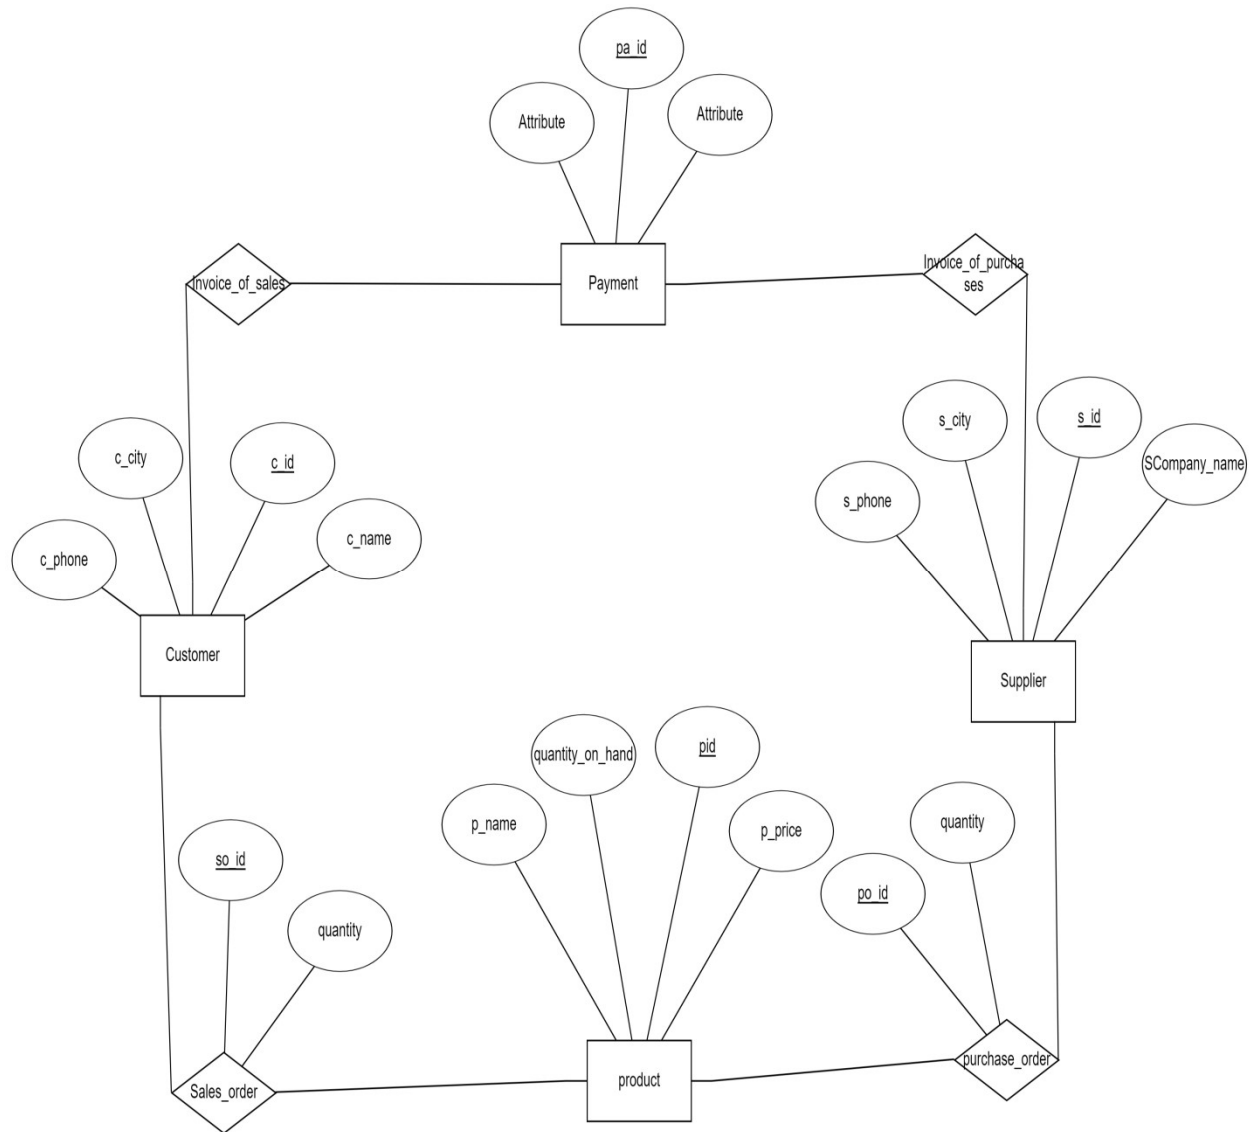 pa_id
Attribute
Attribute
Invoice_of_sales
Payment
Invoice_of_purcha
ses
c_city
c_id
c_phone
c_name
Customer
s_city
s_id
SCompany_name
s_phone
Supplier
quantity_on_hand
pid
p_name
p_price
so_id
quantity
quantity
po_id
Sales_order
product
purchase_order